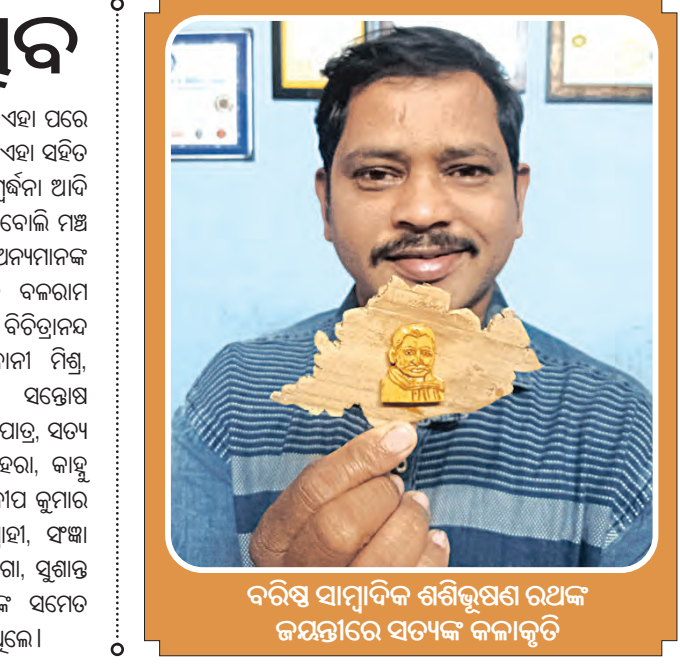 ଏହା ପରେ
ଏହା ସହିତ
ଆଦି
ବୋଲି ମଞ୍ଚ
ଅନ୍ୟମାନଙ୍କ
ବଳରାମ
ବିଚିତ୍ରାନନ୍ଦ
ମିଶ୍ର,
ସନ୍ତୋଷ
ପାତ୍ର, ସତ୍ୟ
କାହ୍ନୁ
କୁମାର
ସଂଜ୍ଞା
ସୁଶାନ୍ତ
ସମେତ
ବରିଷ୍ଠ ସାମ୍ବାଦିକ ଶଶିଭୂଷଣ ରଥଙ୍କ
ଜୟନ୍ତୀରେ ସତ୍ୟଙ୍କ କଳାକୃତି